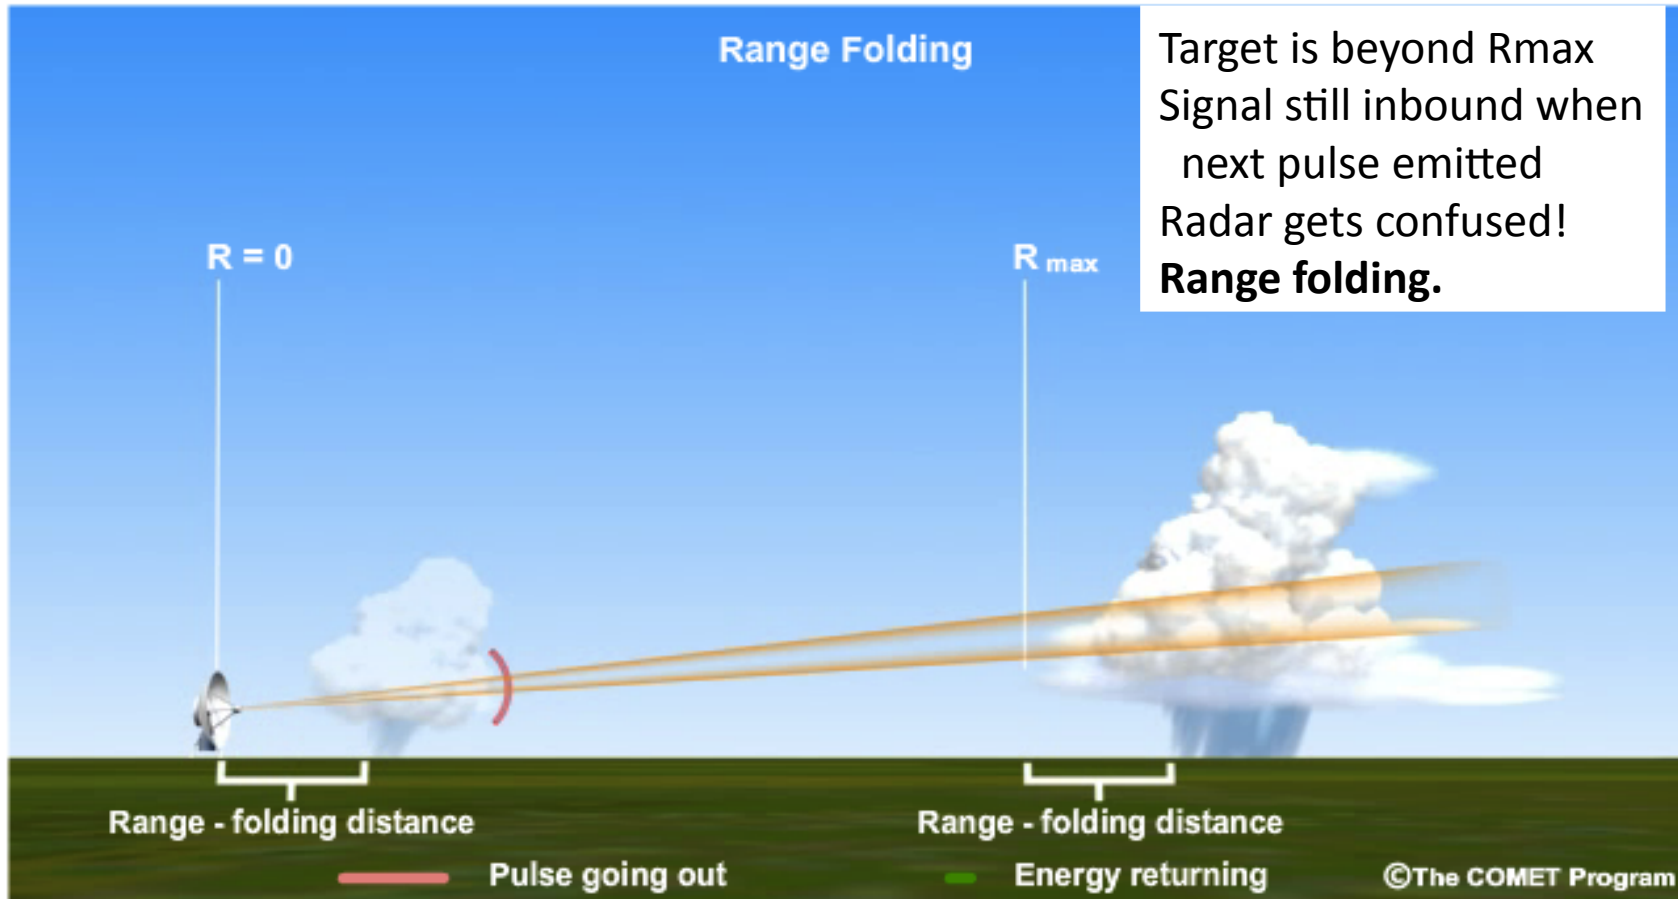 Range Folding
Target is beyond Rmax
Signal still inbound when
next pulse emitted
Radar gets confused!
Range folding.
R = 0
R max
Range - folding distance
Range - folding distance
Pulse going out
Energy returning
©The COMET Program